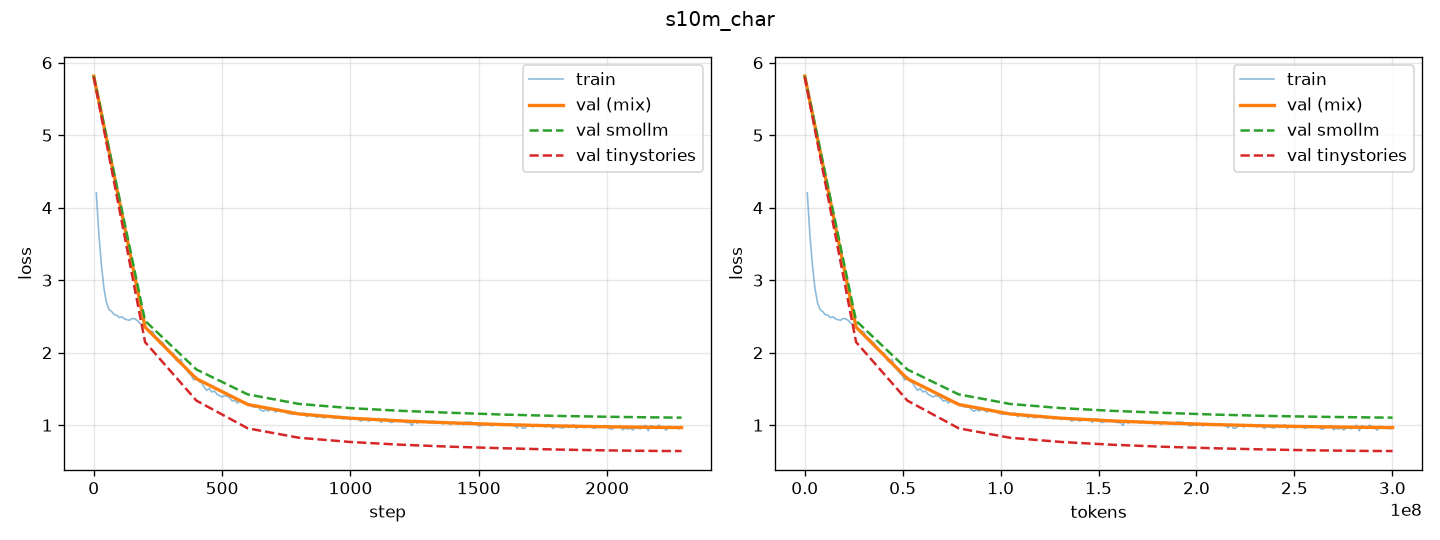 s10m_char
6
5
4
3
2
1
loss
0
500
1000
1500
2000
step
train
val (mix)
val smollm
val tinystories
6
5
4
3
2
1
loss
0.0
0.5
1.0
1.5
2.0
2.5
3.0
1e8
tokens
train
val (mix)
val smollm
val tinystories